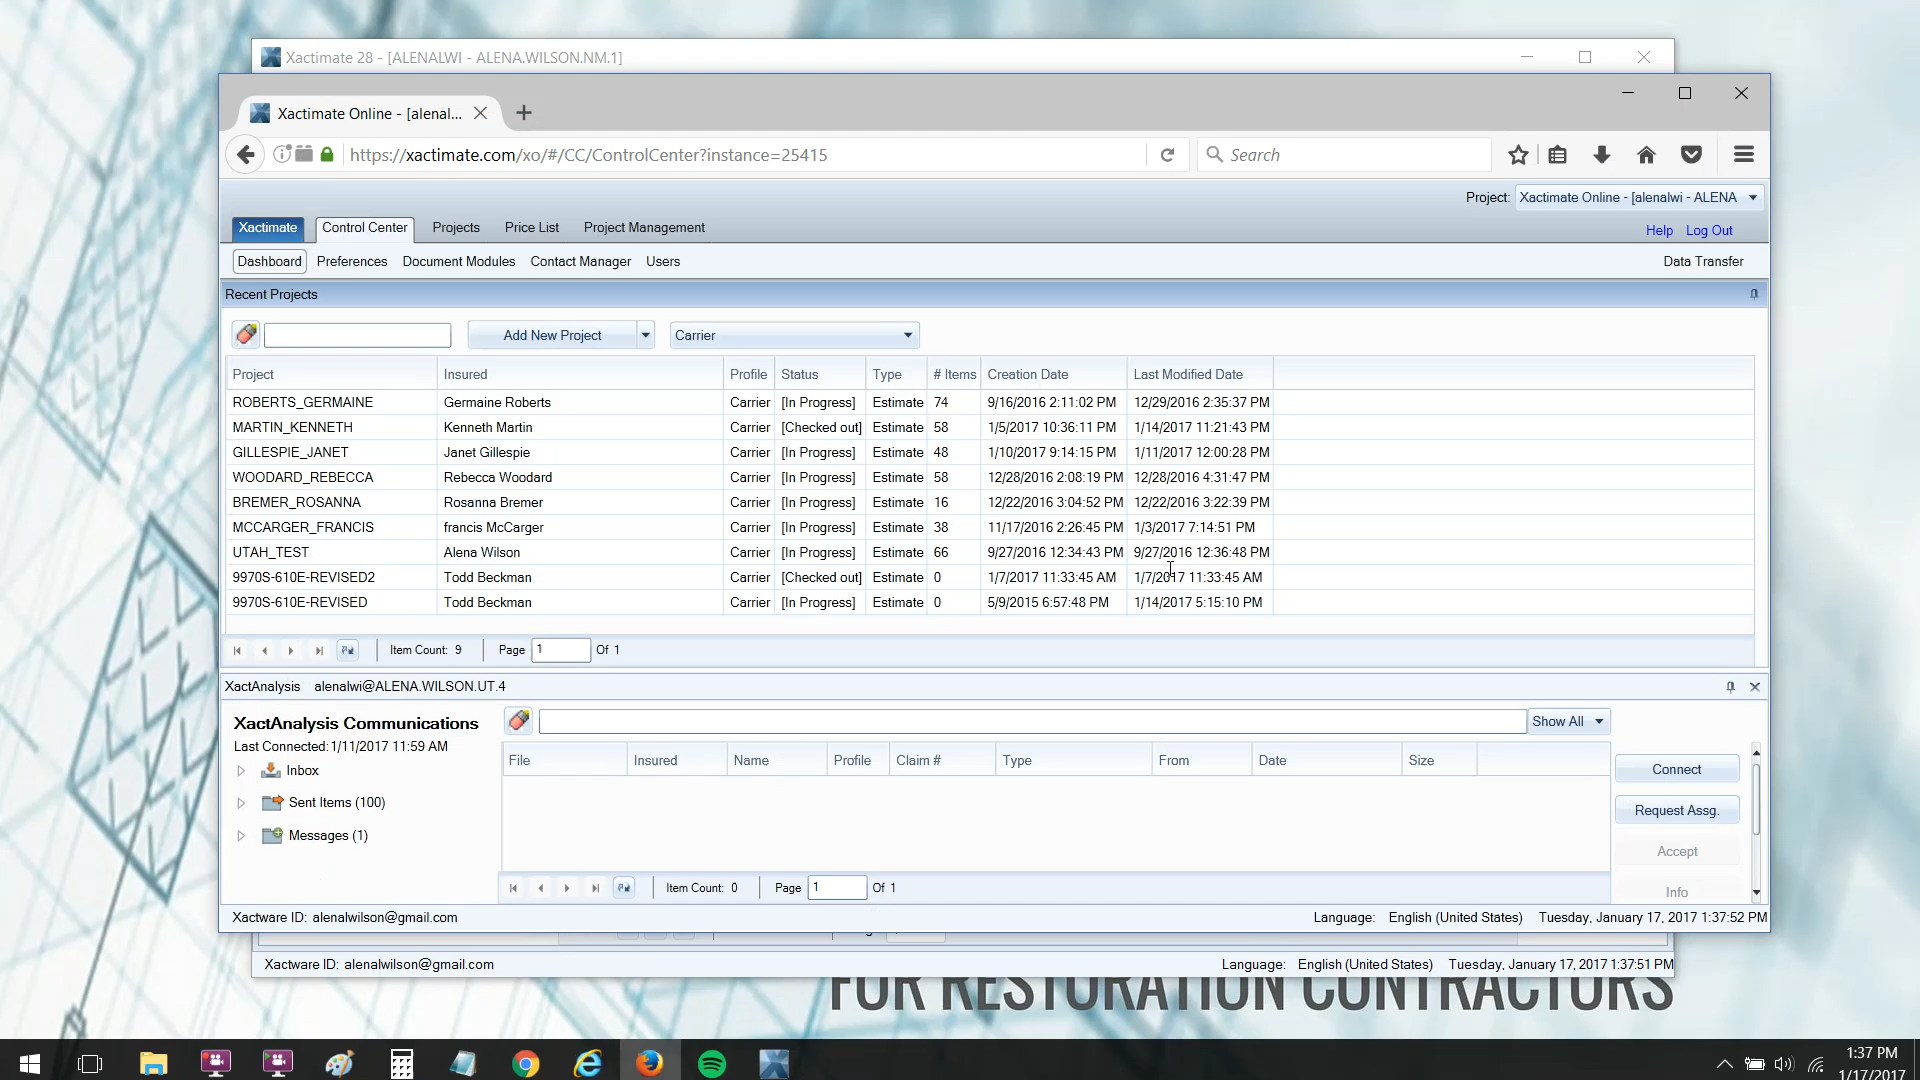 Xactimate 28 - [ALENALWI - ALENA.WILSON.NM.1]
Xactimate Online - [alenal...
https://xactimate.com/xo/#/CC/ControlCenter?instance=25415
Search
Project: Xactimate Online - [alenalwi - ALENA
Xactimate Control Center Projects Price List Project Management
Help Log Out
Dashboard Preferences Document Modules Contact Manager Users Data Transfer
Recent Projects
Add New Project Carrier
Project Insured Profile Status Type # Items Creation Date Last Modified Date
ROBERTS_GERMAINE Germaine Roberts Carrier [In Progress] Estimate 74 9/16/2016 2:11:02 PM 12/29/2016 2:35:37 PM
MARTIN_KENNETH Kenneth Martin Carrier [Checked out] Estimate 58 1/5/2017 10:36:11 PM 1/14/2017 11:21:43 PM
GILLESPIE_JANET Janet Gillespie Carrier [In Progress] Estimate 48 1/10/2017 9:14:15 PM 1/11/2017 12:00:28 PM
WOODARD_REBECCA Rebecca Woodard Carrier [In Progress] Estimate 58 12/28/2016 2:08:19 PM 12/28/2016 4:31:47 PM
BREMER_ROSANNA Rosanna Bremer Carrier [In Progress] Estimate 16 12/22/2016 3:04:52 PM 12/22/2016 3:22:39 PM
MCCARGER_FRANCIS francis McCarger Carrier [In Progress] Estimate 38 11/17/2016 2:26:45 PM 1/3/2017 7:14:51 PM
UTAH_TEST Alena Wilson Carrier [In Progress] Estimate 66 9/27/2016 12:34:43 PM 9/27/2016 12:36:48 PM
9970S-610E-REVISED2 Todd Beckman Carrier [Checked out] Estimate 0 1/7/2017 11:33:45 AM 1/7/2017 11:33:45 AM
9970S-610E-REVISED Todd Beckman Carrier [In Progress] Estimate 0 5/9/2015 6:57:48 PM 1/14/2017 5:15:10 PM
Item Count: 9 Page 1 Of 1
XactAnalysis alenalwi@ALENA.WILSON.UT.4
XactAnalysis Communications
Show All
Last Connected:1/11/2017 11:59 AM
File Insured Name Profile Claim # Type From Date Size
Inbox
Connect
Sent Items (100)
Request Assg.
Messages (1)
Accept
Item Count: 0 Page 1 Of 1
Info
Xactware ID: alenalwilson@gmail.com Language: English (United States) Tuesday, January 17, 2017 1:37:52 PM
Xactware ID: alenalwilson@gmail.com Language: English (United States) Tuesday, January 17, 2017 1:37:51 PM
FOR RESTORATION CONTRACTORS
1:37 PM
1/17/2017